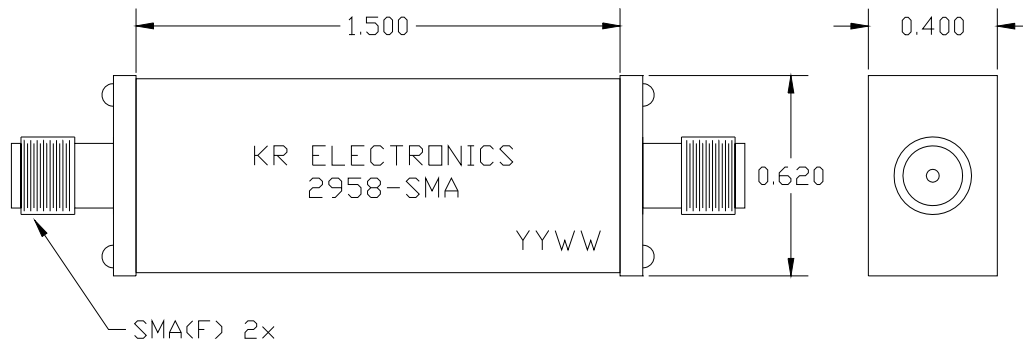 1.500
0.400
KR ELECTRONICS
2958-SMA
0.620
YYWW
SMA(F) 2x